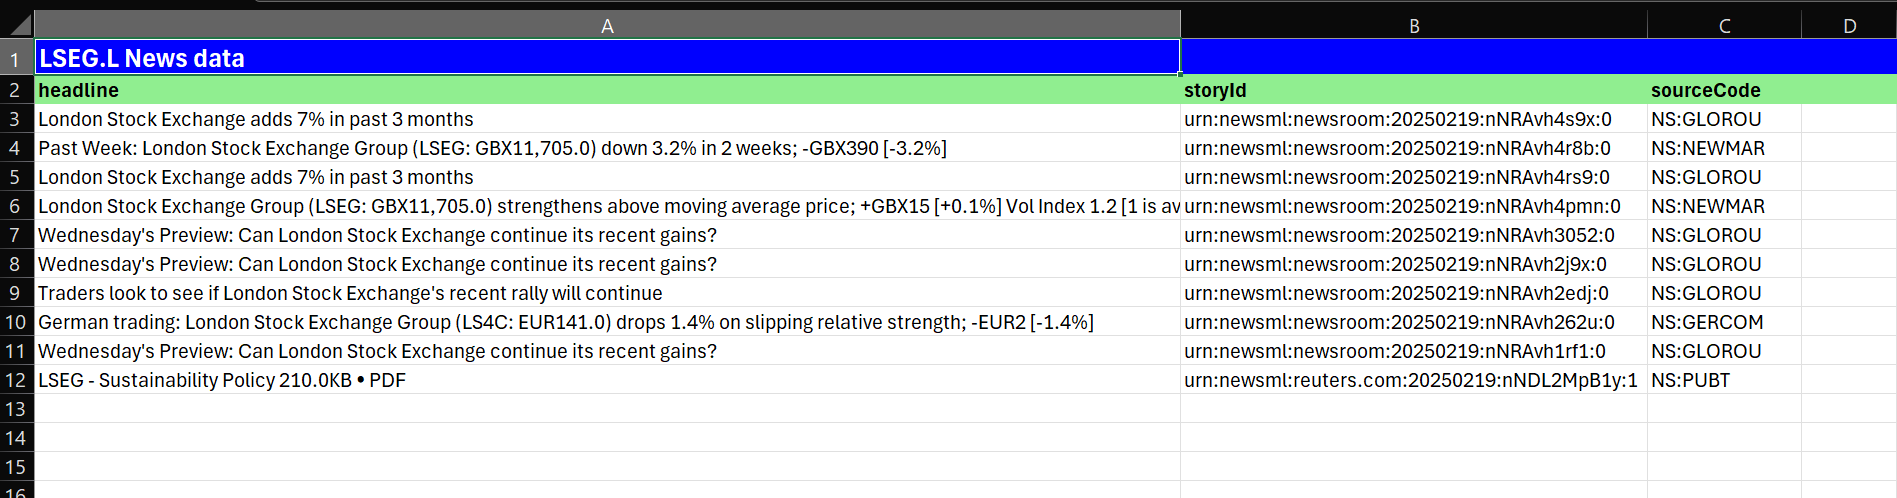 A B C D
1 LSEG.L News data
2 headline storyId sourceCode
3 London Stock Exchange adds 7% in past 3 months urn:newsml:newsroom:20250219:nNRAvh4s9x:0 NS:GLOROU
4 Past Week: London Stock Exchange Group (LSEG: GBX11,705.0) down 3.2% in 2 weeks; -GBX390 [-3.2%] urn:newsml:newsroom:20250219:nNRAvh4r8b:0 NS:NEWMAR
5 London Stock Exchange adds 7% in past 3 months urn:newsml:newsroom:20250219:nNRAvh4rs9:0 NS:GLOROU
6 London Stock Exchange Group (LSEG: GBX11,705.0) strengthens above moving average price; +GBX15 [+0.1%] Vol Index 1.2 [1 is av urn:newsml:newsroom:20250219:nNRAvh4pmn:0 NS:NEWMAR
7 Wednesday's Preview: Can London Stock Exchange continue its recent gains? urn:newsml:newsroom:20250219:nNRAvh3052:0 NS:GLOROU
8 Wednesday's Preview: Can London Stock Exchange continue its recent gains? urn:newsml:newsroom:20250219:nNRAvh2j9x:0 NS:GLOROU
9 Traders look to see if London Stock Exchange's recent rally will continue urn:newsml:newsroom:20250219:nNRAvh2edj:0 NS:GLOROU
10 German trading: London Stock Exchange Group (LS4C: EUR141.0) drops 1.4% on slipping relative strength; -EUR2 [-1.4%] urn:newsml:newsroom:20250219:nNRAvh262u:0 NS:GERCOM
11 Wednesday's Preview: Can London Stock Exchange continue its recent gains? urn:newsml:newsroom:20250219:nNRAvh1rf1:0 NS:GLOROU
12 LSEG - Sustainability Policy 210.0KB • PDF urn:newsml:reuters.com:20250219:nNDL2MpB1y:1 NS:PUBT
13
14
15
16